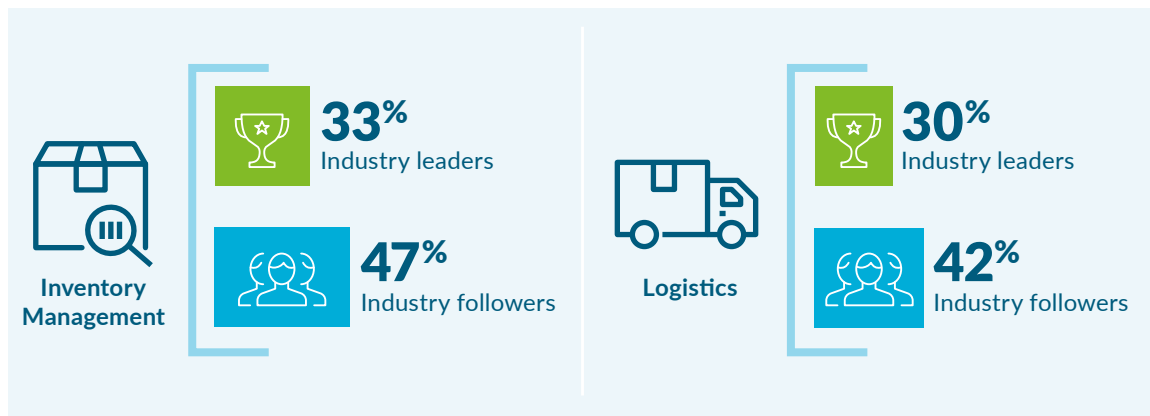 33%
Industry leaders
47%
Industry followers
Inventory
Management
30%
Industry leaders
42%
Industry followers
Logistics